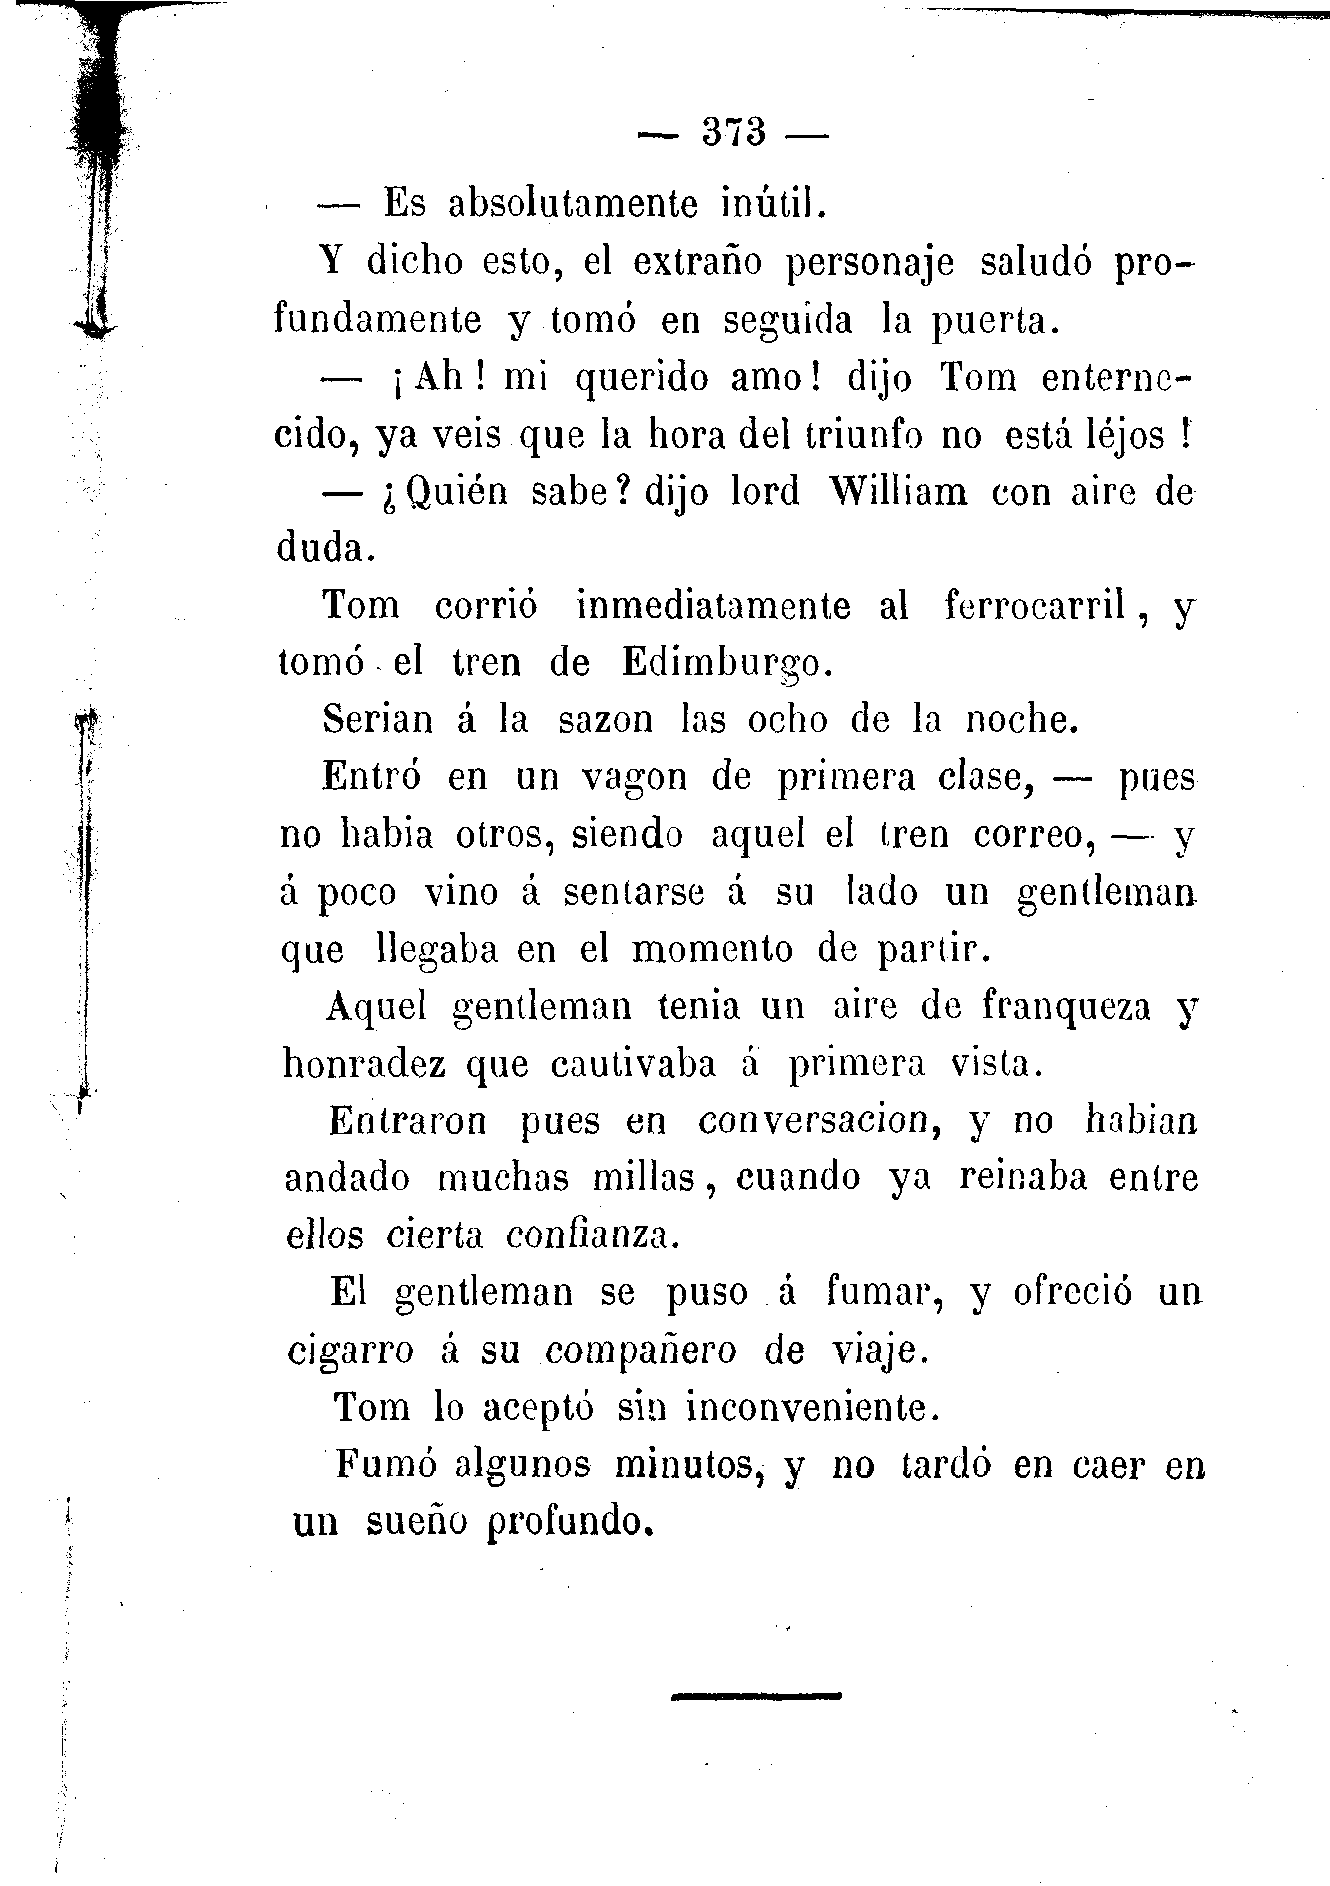 — 373 —
— Es absolutamente inútil.
Y dicho esto, el extraño personaje saludó pro-
fundamente y tomó en seguida la puerta.
— ¡ Ah ! mi querido amo ! dijo Tom enterne-
cido, ya veis que la hora del triunfo no está léjos !
— ¿ Quién sabe ? dijo lord William con aire de
duda.
Tom corrió inmediatamente al ferrocarril , y
tomó el tren de Edimburgo.
Serian á la sazon las ocho de la noche.
Entró en un vagon de primera clase, — pues
no habia otros, siendo aquel el tren correo, — y
á poco vino á sentarse á su lado un gentleman
que llegaba en el momento de partir.
Aquel gentleman tenia un aire de franqueza y
honradez que cautivaba á primera vista.
Entraron pues en conversacion, y no habian
andado muchas millas , cuando ya reinaba entre
ellos cierta confianza.
El gentleman se puso á fumar, y ofreció un
cigarro á su compañero de viaje.
Tom lo aceptó sin inconveniente.
Fumó algunos minutos, y no tardó en caer en
un sueño profundo.